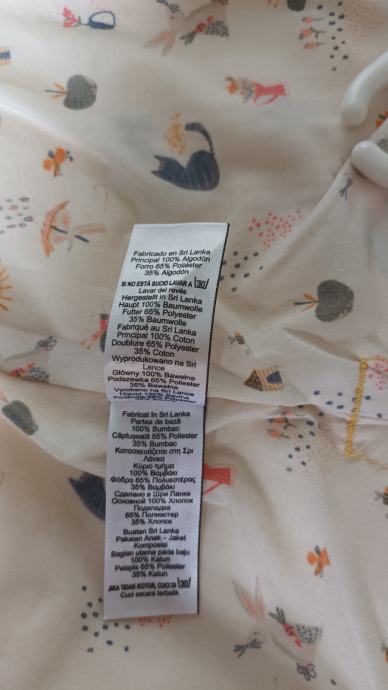 Fabricado en Sri Lanka
Principal 100% Algodón
Forro 65% Poliéster
35% Algodón
SI NO ESTÁ SUCIO LAVAR A 30
Lavar del revés
Hergestellt in Sri Lanka
Haupt 100% Baumwolle
Futter 65% Polyester
35% Baumwolle
Fabriqué au Sri Lanka
Principal 100% Coton
Doublure 65% Polyester
35% Coton
Wyprodukowano na Sri
Lance
Główny 100% Bawełna
Podszewka 65% Poliester
35% Bawełna
Vyrobeno na Srí Lance
Fabricat în Sri Lanka
Partea de bază
100% Bumbac
Căptuşeală 65% Poliester
35% Bumbac
Κατασκευάζεται στη Σρι
Λάνκα
Κύριο τμήμα
100% Βαμβάκι
Φόδρα 65% Πολυεστέρας
35% Βαμβάκι
Сделано в Шри Ланке
Основной 100% Хлопок
Подкладка
65% Полиэстер
35% Хлопок
Buatan Sri Lanka
Pakaian Anak - Jaket
Komposisi
Bagian utama pada baju
100% Katun
Pelapis 65% Poliester
35% Katun
JIKA TIDAK KOTOR, CUCI DI 30
Cuci secara terbalik